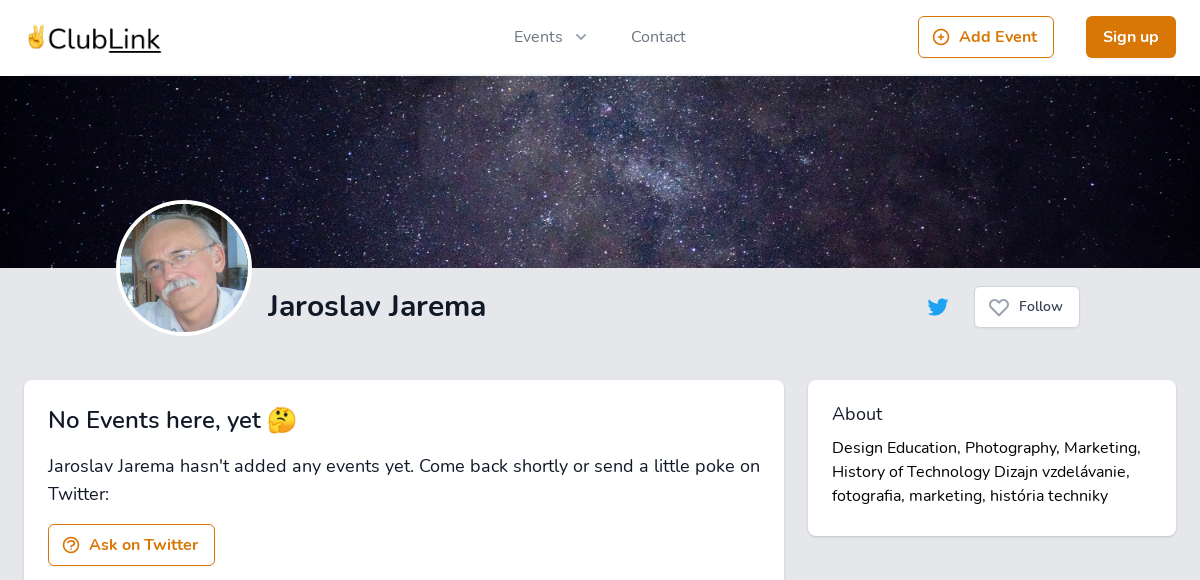 ✌️ClubLink
Events
Contact
Add Event
Sign up
Jaroslav Jarema
Follow
No Events here, yet 🤔
Jaroslav Jarema hasn't added any events yet. Come back shortly or send a little poke on
Twitter:
Ask on Twitter
About
Design Education, Photography, Marketing,
History of Technology Dizajn vzdelávanie,
fotografia, marketing, história techniky